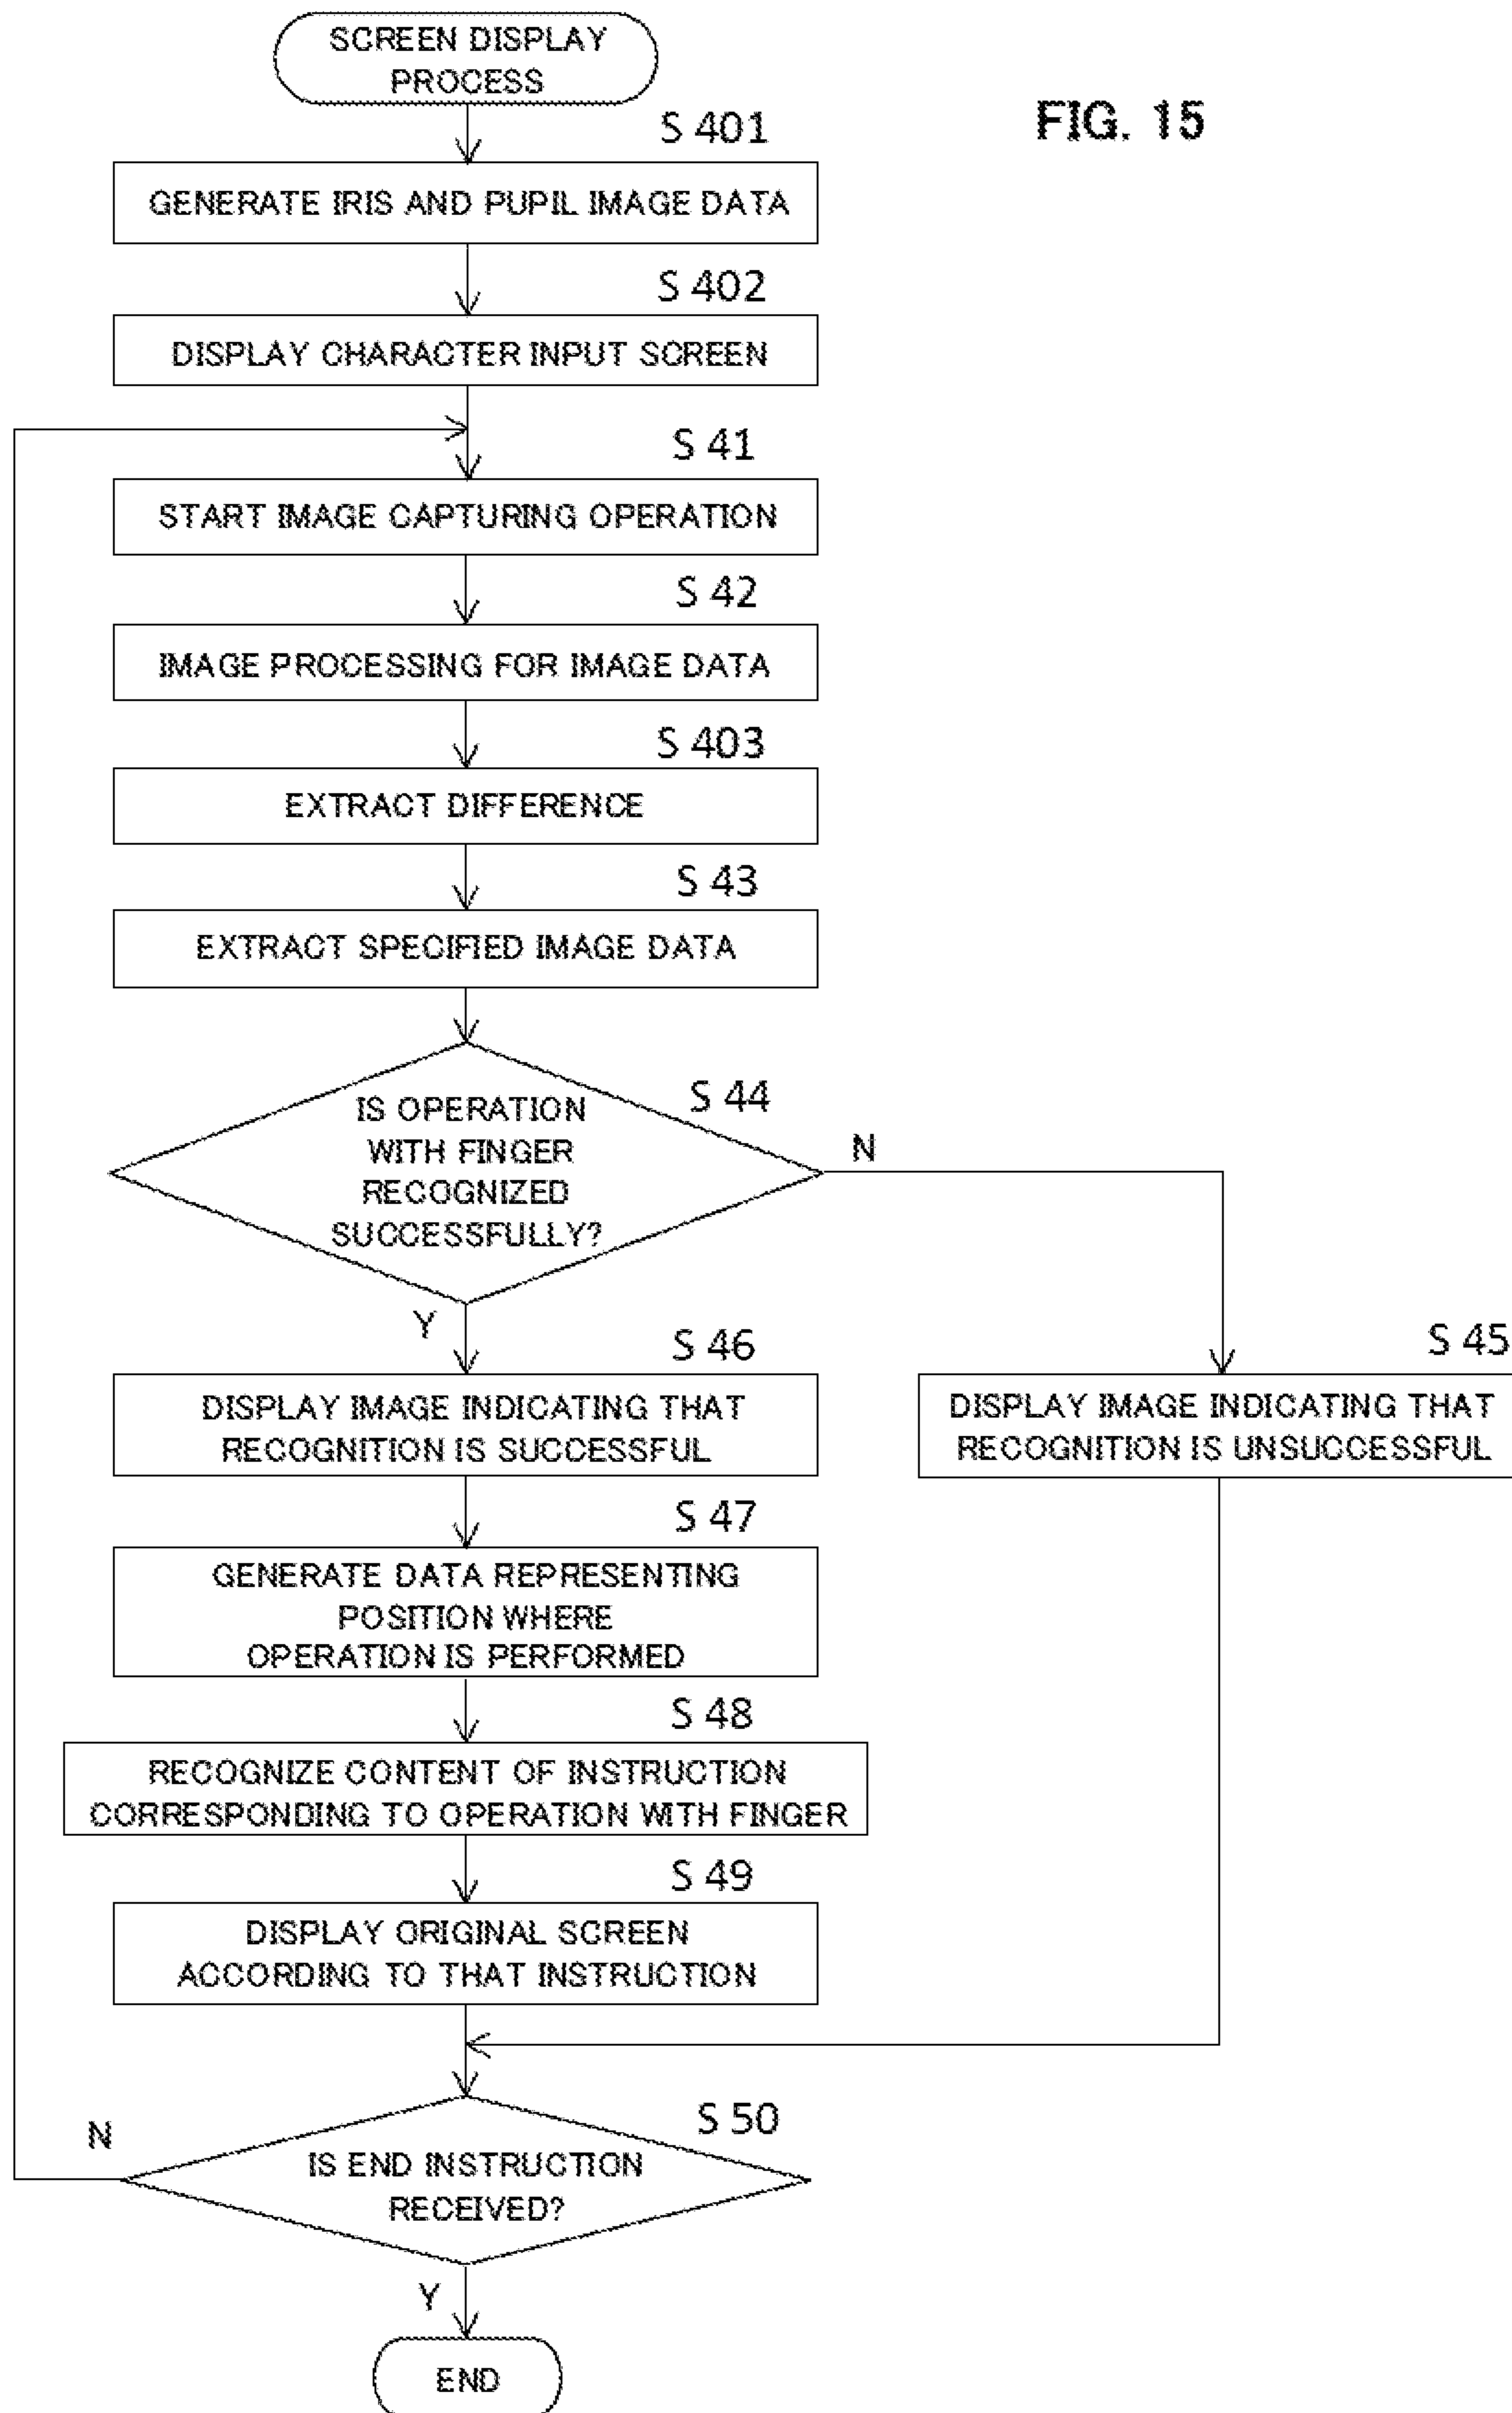 SCREEN DISPLAY
PROCESS
FIG. 15
S 401
GENERATE IRIS AND PUPIL IMAGE DATA
S 402
DISPLAY CHARACTER INPUT SCREEN
S 41
START IMAGE CAPTURING OPERATION
S 42
IMAGE PROCESSING FOR IMAGE DATA
S 403
EXTRACT DIFFERENCE
S 43
EXTRACT SPECIFIED IMAGE DATA
S 44
IS OPERATION
WITH FINGER
RECOGNIZED
SUCCESSFULLY?
N
Y
S 46
DISPLAY IMAGE INDICATING THAT
RECOGNITION IS SUCCESSFUL
S 45
DISPLAY IMAGE INDICATING THAT
RECOGNITION IS UNSUCCESSFUL
S 47
GENERATE DATA REPRESENTING
POSITION WHERE
OPERATION IS PERFORMED
S 48
RECOGNIZE CONTENT OF INSTRUCTION
CORRESPONDING TO OPERATION WITH FINGER
S 49
DISPLAY ORIGINAL SCREEN
ACCORDING TO THAT INSTRUCTION
S 50
N
IS END INSTRUCTION
RECEIVED?
Y
END